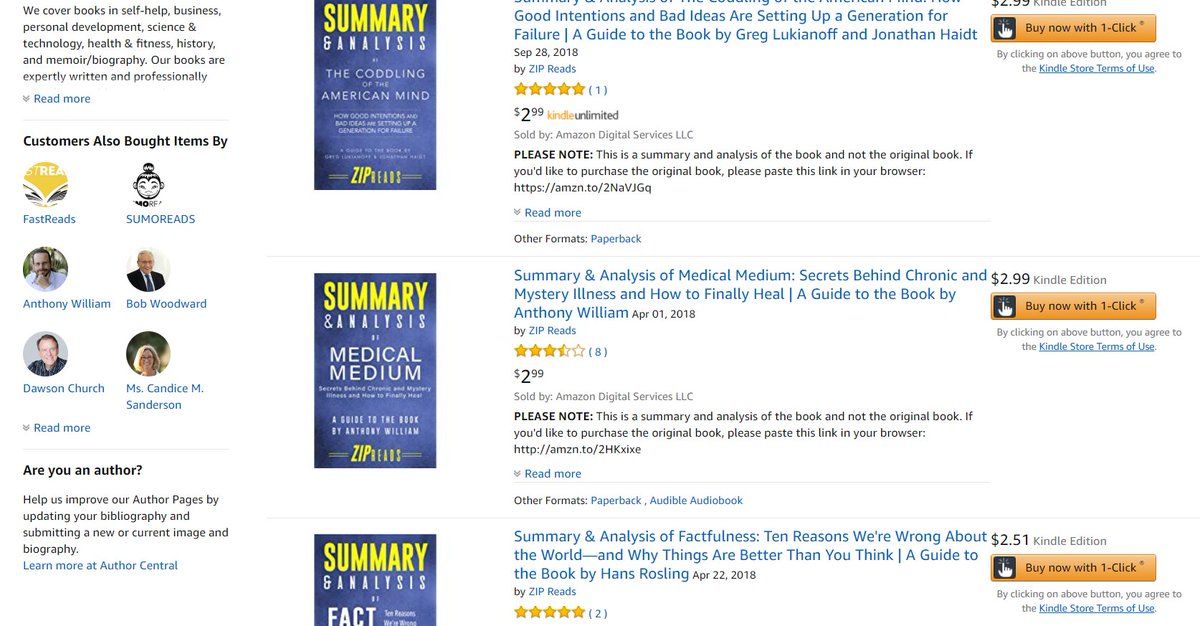 We cover books in self-help, business,
personal development, science &
technology, health & fitness, history,
and memoir/biography. Our books are
expertly written and professionally
Read more
Customers Also Bought Items By
FastReads
SUMOREADS
Anthony William
Bob Woodward
Dawson Church
Ms. Candice M.
Sanderson
Read more
Are you an author?
Help us improve our Author Pages by
updating your bibliography and
submitting a new or current image and
biography.
Learn more at Author Central
SUMMARY
& ANALYSIS
OF
THE CODDLING
OF THE
AMERICAN MIND
HOW GOOD INTENTIONS AND
BAD IDEAS ARE SETTING UP A
GENERATION FOR FAILURE
A GUIDE TO THE BOOK BY
GREG LUKIANOFF & JONATHAN HAIDT
ZIPREADS
Summary & Analysis of The Coddling of the American Mind: How
Good Intentions and Bad Ideas Are Setting Up a Generation for
Failure | A Guide to the Book by Greg Lukianoff and Jonathan Haidt
Sep 28, 2018
by ZIP Reads
( 1 )
$2.99 kindleunlimited
Sold by: Amazon Digital Services LLC
PLEASE NOTE: This is a summary and analysis of the book and not the original book. If
you'd like to purchase the original book, please paste this link in your browser:
https://amzn.to/2NaVJGq
Read more
Other Formats: Paperback
$2.99 Kindle Edition
Buy now with 1-Click ®
By clicking on above button, you agree to
the Kindle Store Terms of Use.
SUMMARY
& ANALYSIS
OF
MEDICAL
MEDIUM
Secrets Behind Chronic and Mystery
Illness and How to Finally Heal
A GUIDE TO THE BOOK
BY ANTHONY WILLIAM
ZIPREADS
Summary & Analysis of Medical Medium: Secrets Behind Chronic and
Mystery Illness and How to Finally Heal | A Guide to the Book by
Anthony William Apr 01, 2018
by ZIP Reads
( 8 )
$2.99
Sold by: Amazon Digital Services LLC
PLEASE NOTE: This is a summary and analysis of the book and not the original book. If
you'd like to purchase the original book, please paste this link in your browser:
http://amzn.to/2HKxixe
Read more
Other Formats: Paperback , Audible Audiobook
$2.99 Kindle Edition
Buy now with 1-Click ®
By clicking on above button, you agree to
the Kindle Store Terms of Use.
SUMMARY
& ANALYSIS
OF
FACT Ten Reasons
We're Wrong
Summary & Analysis of Factfulness: Ten Reasons We're Wrong About
the World—and Why Things Are Better Than You Think | A Guide to
the Book by Hans Rosling Apr 22, 2018
by ZIP Reads
( 2 )
$2.51 Kindle Edition
Buy now with 1-Click ®
By clicking on above button, you agree to
the Kindle Store Terms of Use.